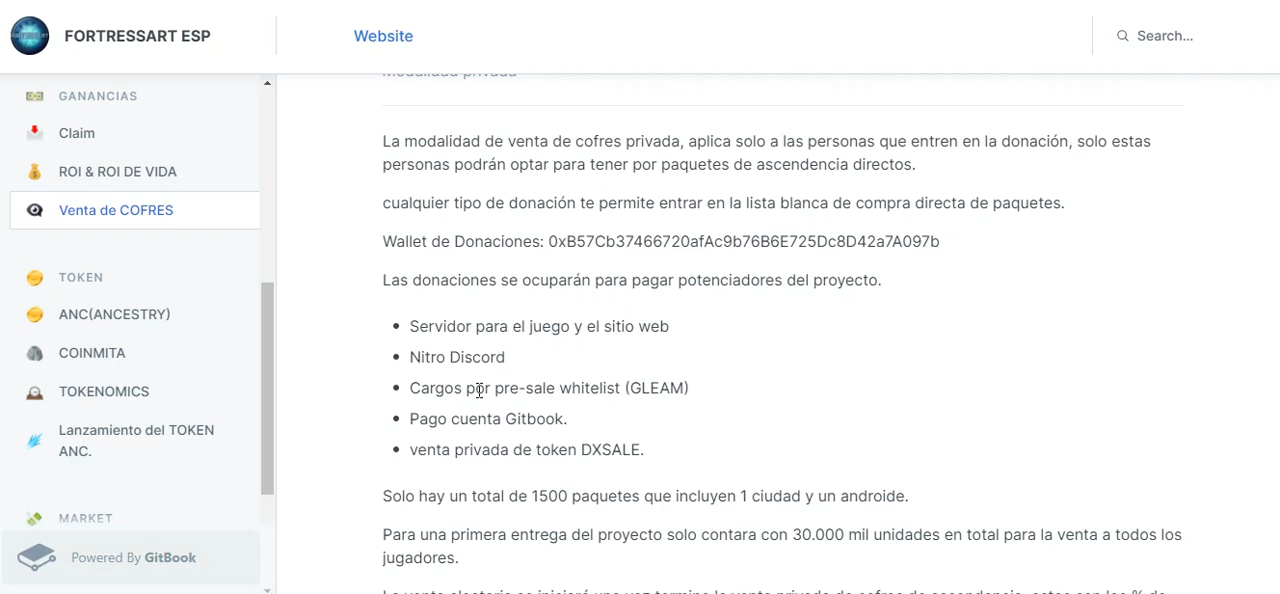 FORTRESSART ESP
Website
Search...
GANANCIAS
Claim
ROI & ROI DE VIDA
Venta de COFRES
TOKEN
ANC(ANCESTRY)
COINMITA
TOKENOMICS
Lanzamiento del TOKEN
ANC.
MARKET
Powered By GitBook
Modalidad privada
La modalidad de venta de cofres privada, aplica solo a las personas que entren en la donación, solo estas
personas podrán optar para tener por paquetes de ascendencia directos.
cualquier tipo de donación te permite entrar en la lista blanca de compra directa de paquetes.
Wallet de Donaciones: 0xB57Cb37466720afAc9b76B6E725Dc8D42a7A097b
Las donaciones se ocuparán para pagar potenciadores del proyecto.
Servidor para el juego y el sitio web
Nitro Discord
Cargos por pre-sale whitelist (GLEAM)
Pago cuenta Gitbook.
venta privada de token DXSALE.
Solo hay un total de 1500 paquetes que incluyen 1 ciudad y un androide.
Para una primera entrega del proyecto solo contara con 30.000 mil unidades en total para la venta a todos los
jugadores.